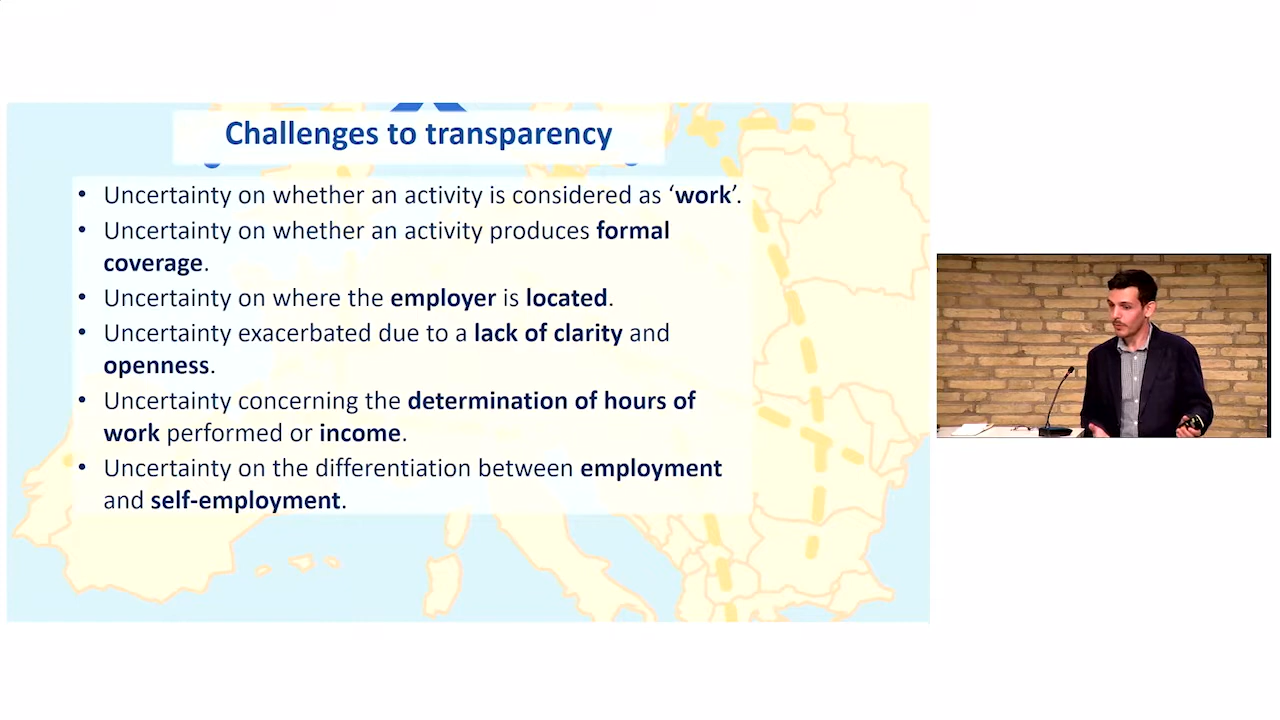 Challenges to transparency
• Uncertainty on whether an activity is considered as ‘work’.
• Uncertainty on whether an activity produces formal
coverage.
• Uncertainty on where the employer is located.
• Uncertainty exacerbated due to a lack of clarity and
openness.
• Uncertainty concerning the determination of hours of
work performed or income.
• Uncertainty on the differentiation between employment
and self-employment.